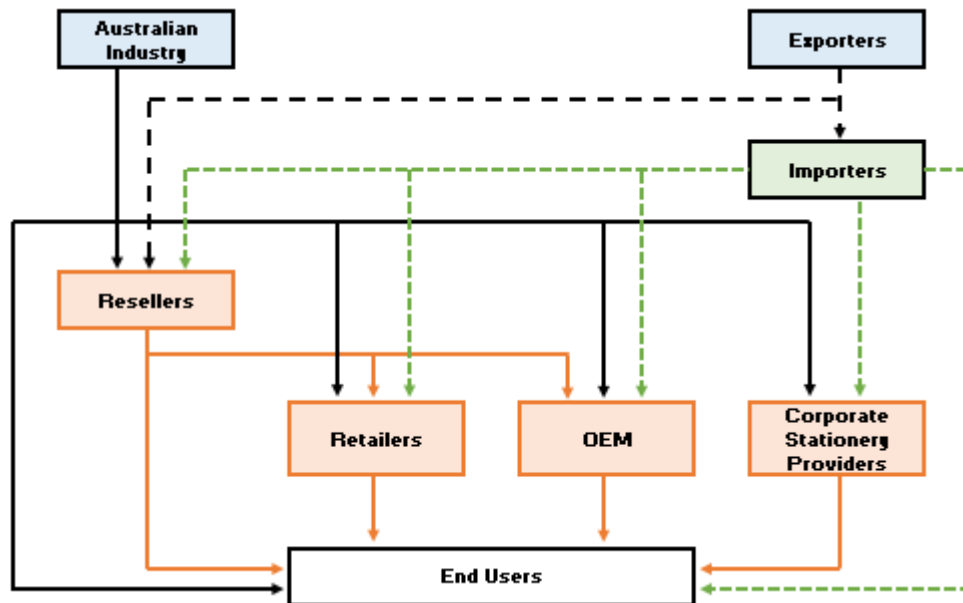 Australian
Industry
Exporters
Importers
Resellers
Retailers
OEM
Corporate
Stationery
Providers
End Users